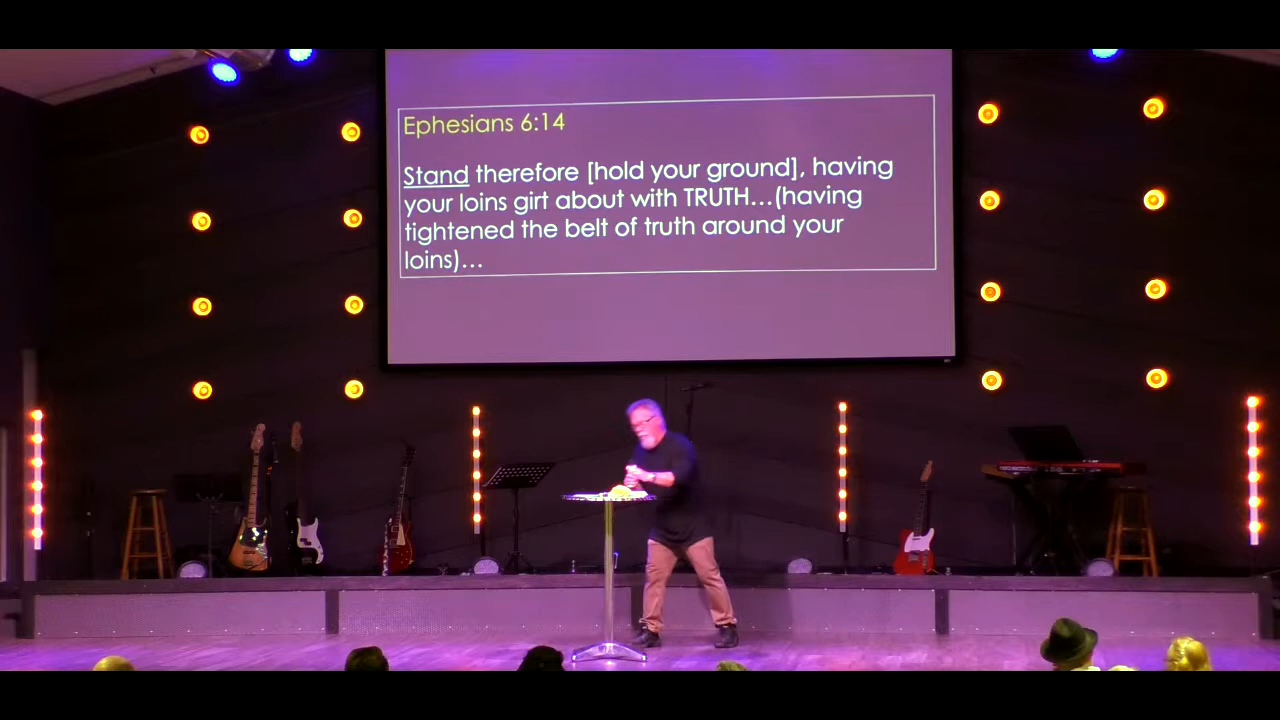 Ephesians 6:14
Stand therefore [hold your ground], having
your loins girt about with TRUTH...(having
tightened the belt of truth around your
loins)...